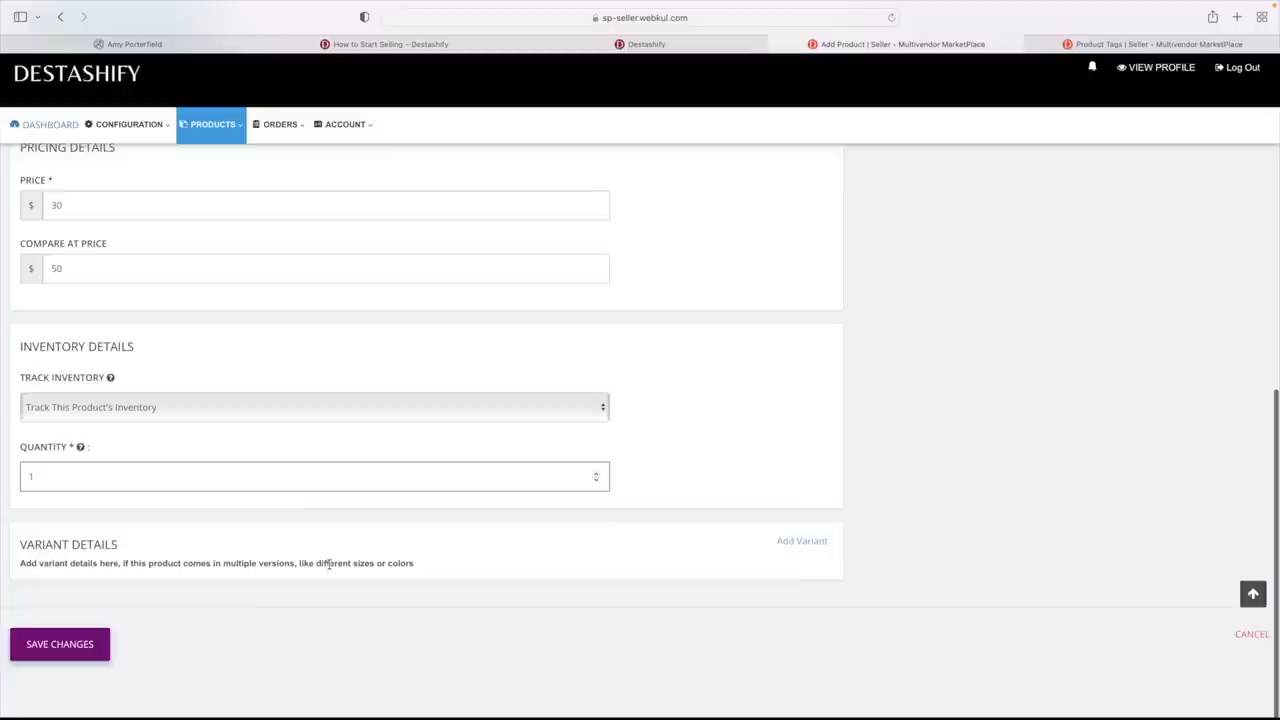 sp-seller.webkul.com
Amy Porterfield
How to Start Selling – Destashify
Destashify
Add Product | Seller • Multivendor MarketPlace
Product Tags | Seller • Multivendor MarketPlace
DESTASHIFY
VIEW PROFILE
Log Out
DASHBOARD
CONFIGURATION
PRODUCTS
ORDERS
ACCOUNT
PRICING DETAILS
PRICE *
$ 30
COMPARE AT PRICE
$ 50
INVENTORY DETAILS
TRACK INVENTORY
Track This Product's Inventory
QUANTITY * :
1
VARIANT DETAILS
Add Variant
Add variant details here, if this product comes in multiple versions, like different sizes or colors
SAVE CHANGES
CANCEL